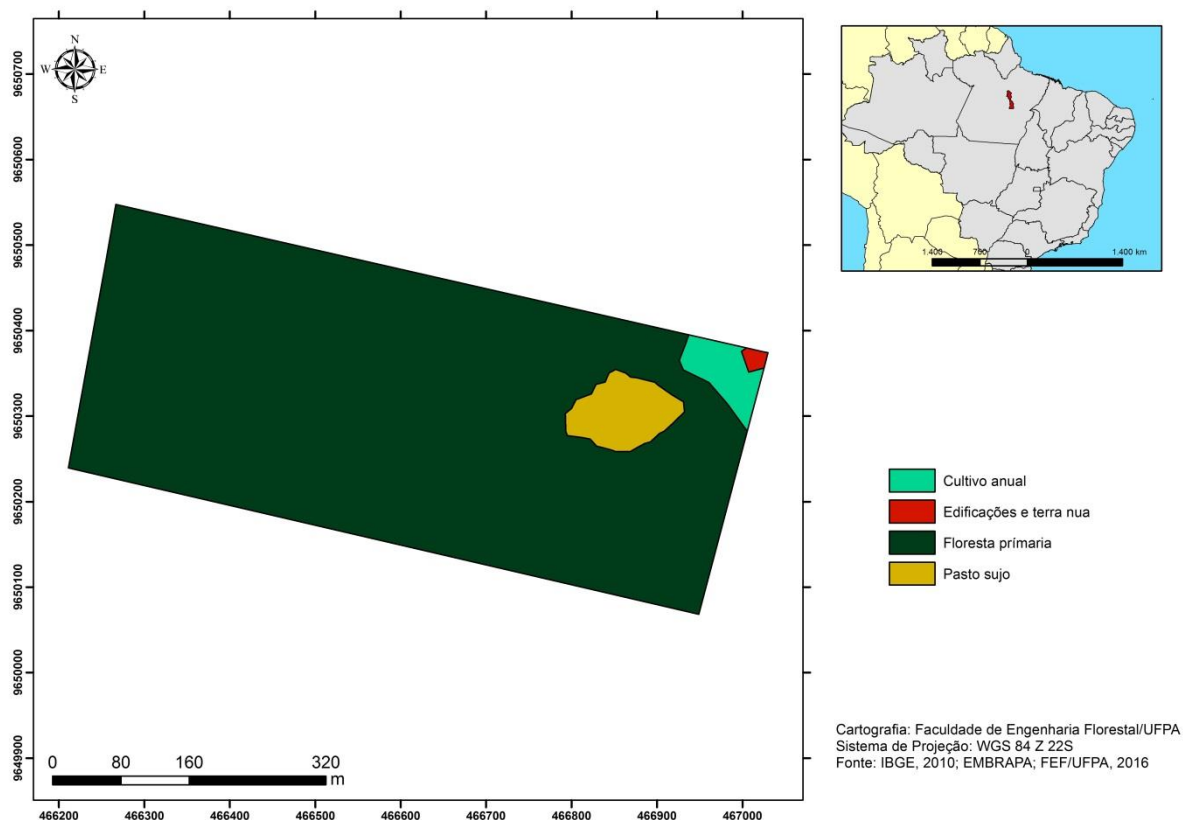 N
W E
S
9650700
9650600
9650500
9650400
9650300
9650200
9650100
9650000
9649900
0 80 160 320
m
466200 466300 466400 466500 466600 466700 466800 466900 467000
1.400 700 0 1.400 km
Cultivo anual
Edificações e terra nua
Floresta prímaria
Pasto sujo
Cartografia: Faculdade de Engenharia Florestal/UFPA
Sistema de Projeção: WGS 84 Z 22S
Fonte: IBGE, 2010; EMBRAPA; FEF/UFPA, 2016